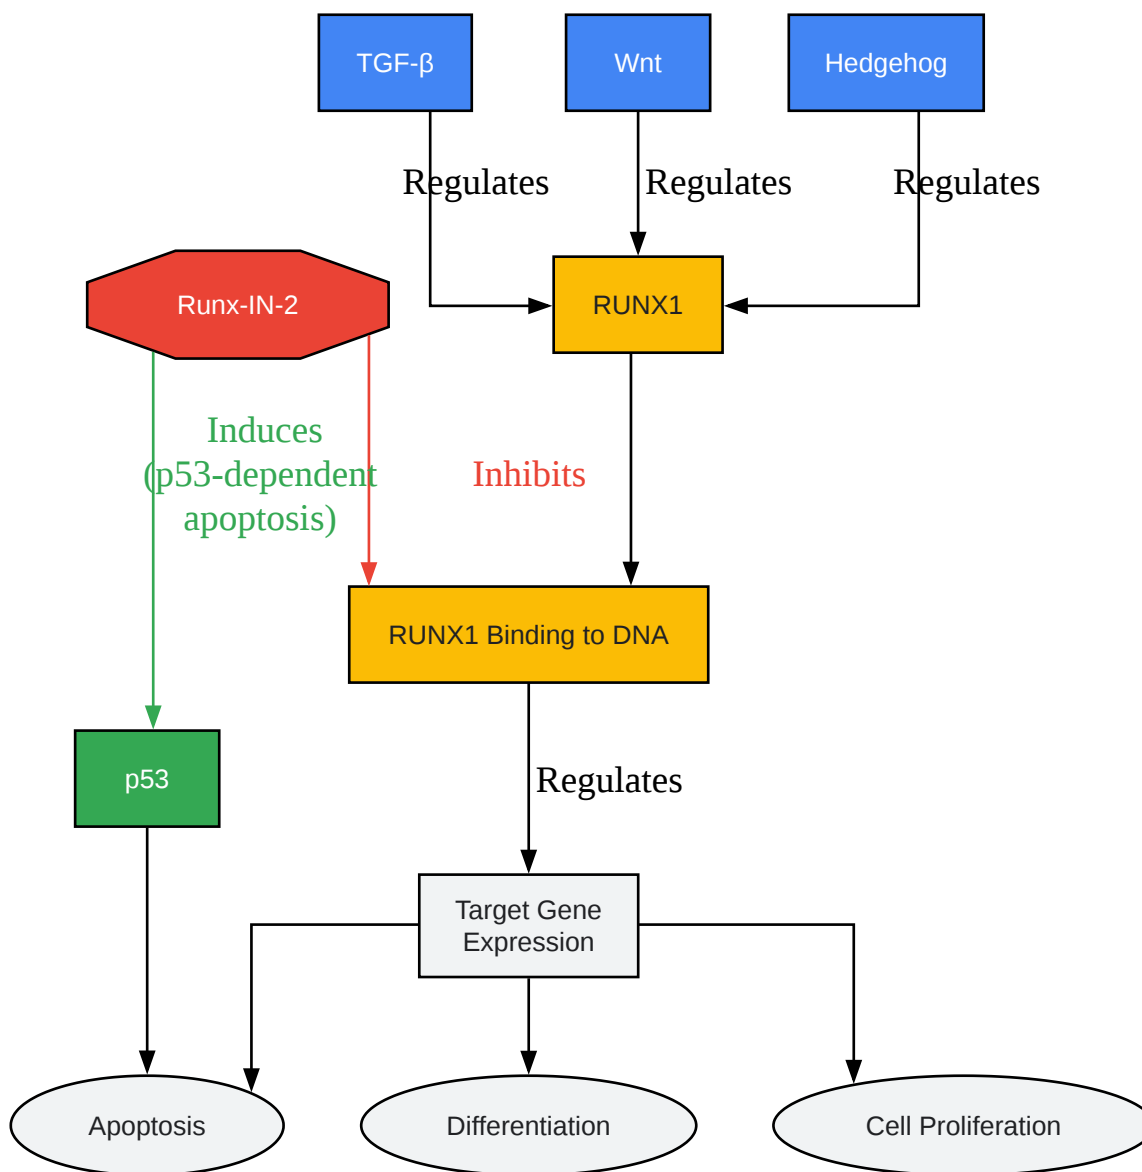 TGF-β
Wnt
Hedgehog
Regulates
Regulates
Regulates
Runx-IN-2
RUNX1
Induces
(p53-dependent
apoptosis)
Inhibits
RUNX1 Binding to DNA
p53
Regulates
Target Gene
Expression
Apoptosis
Differentiation
Cell Proliferation